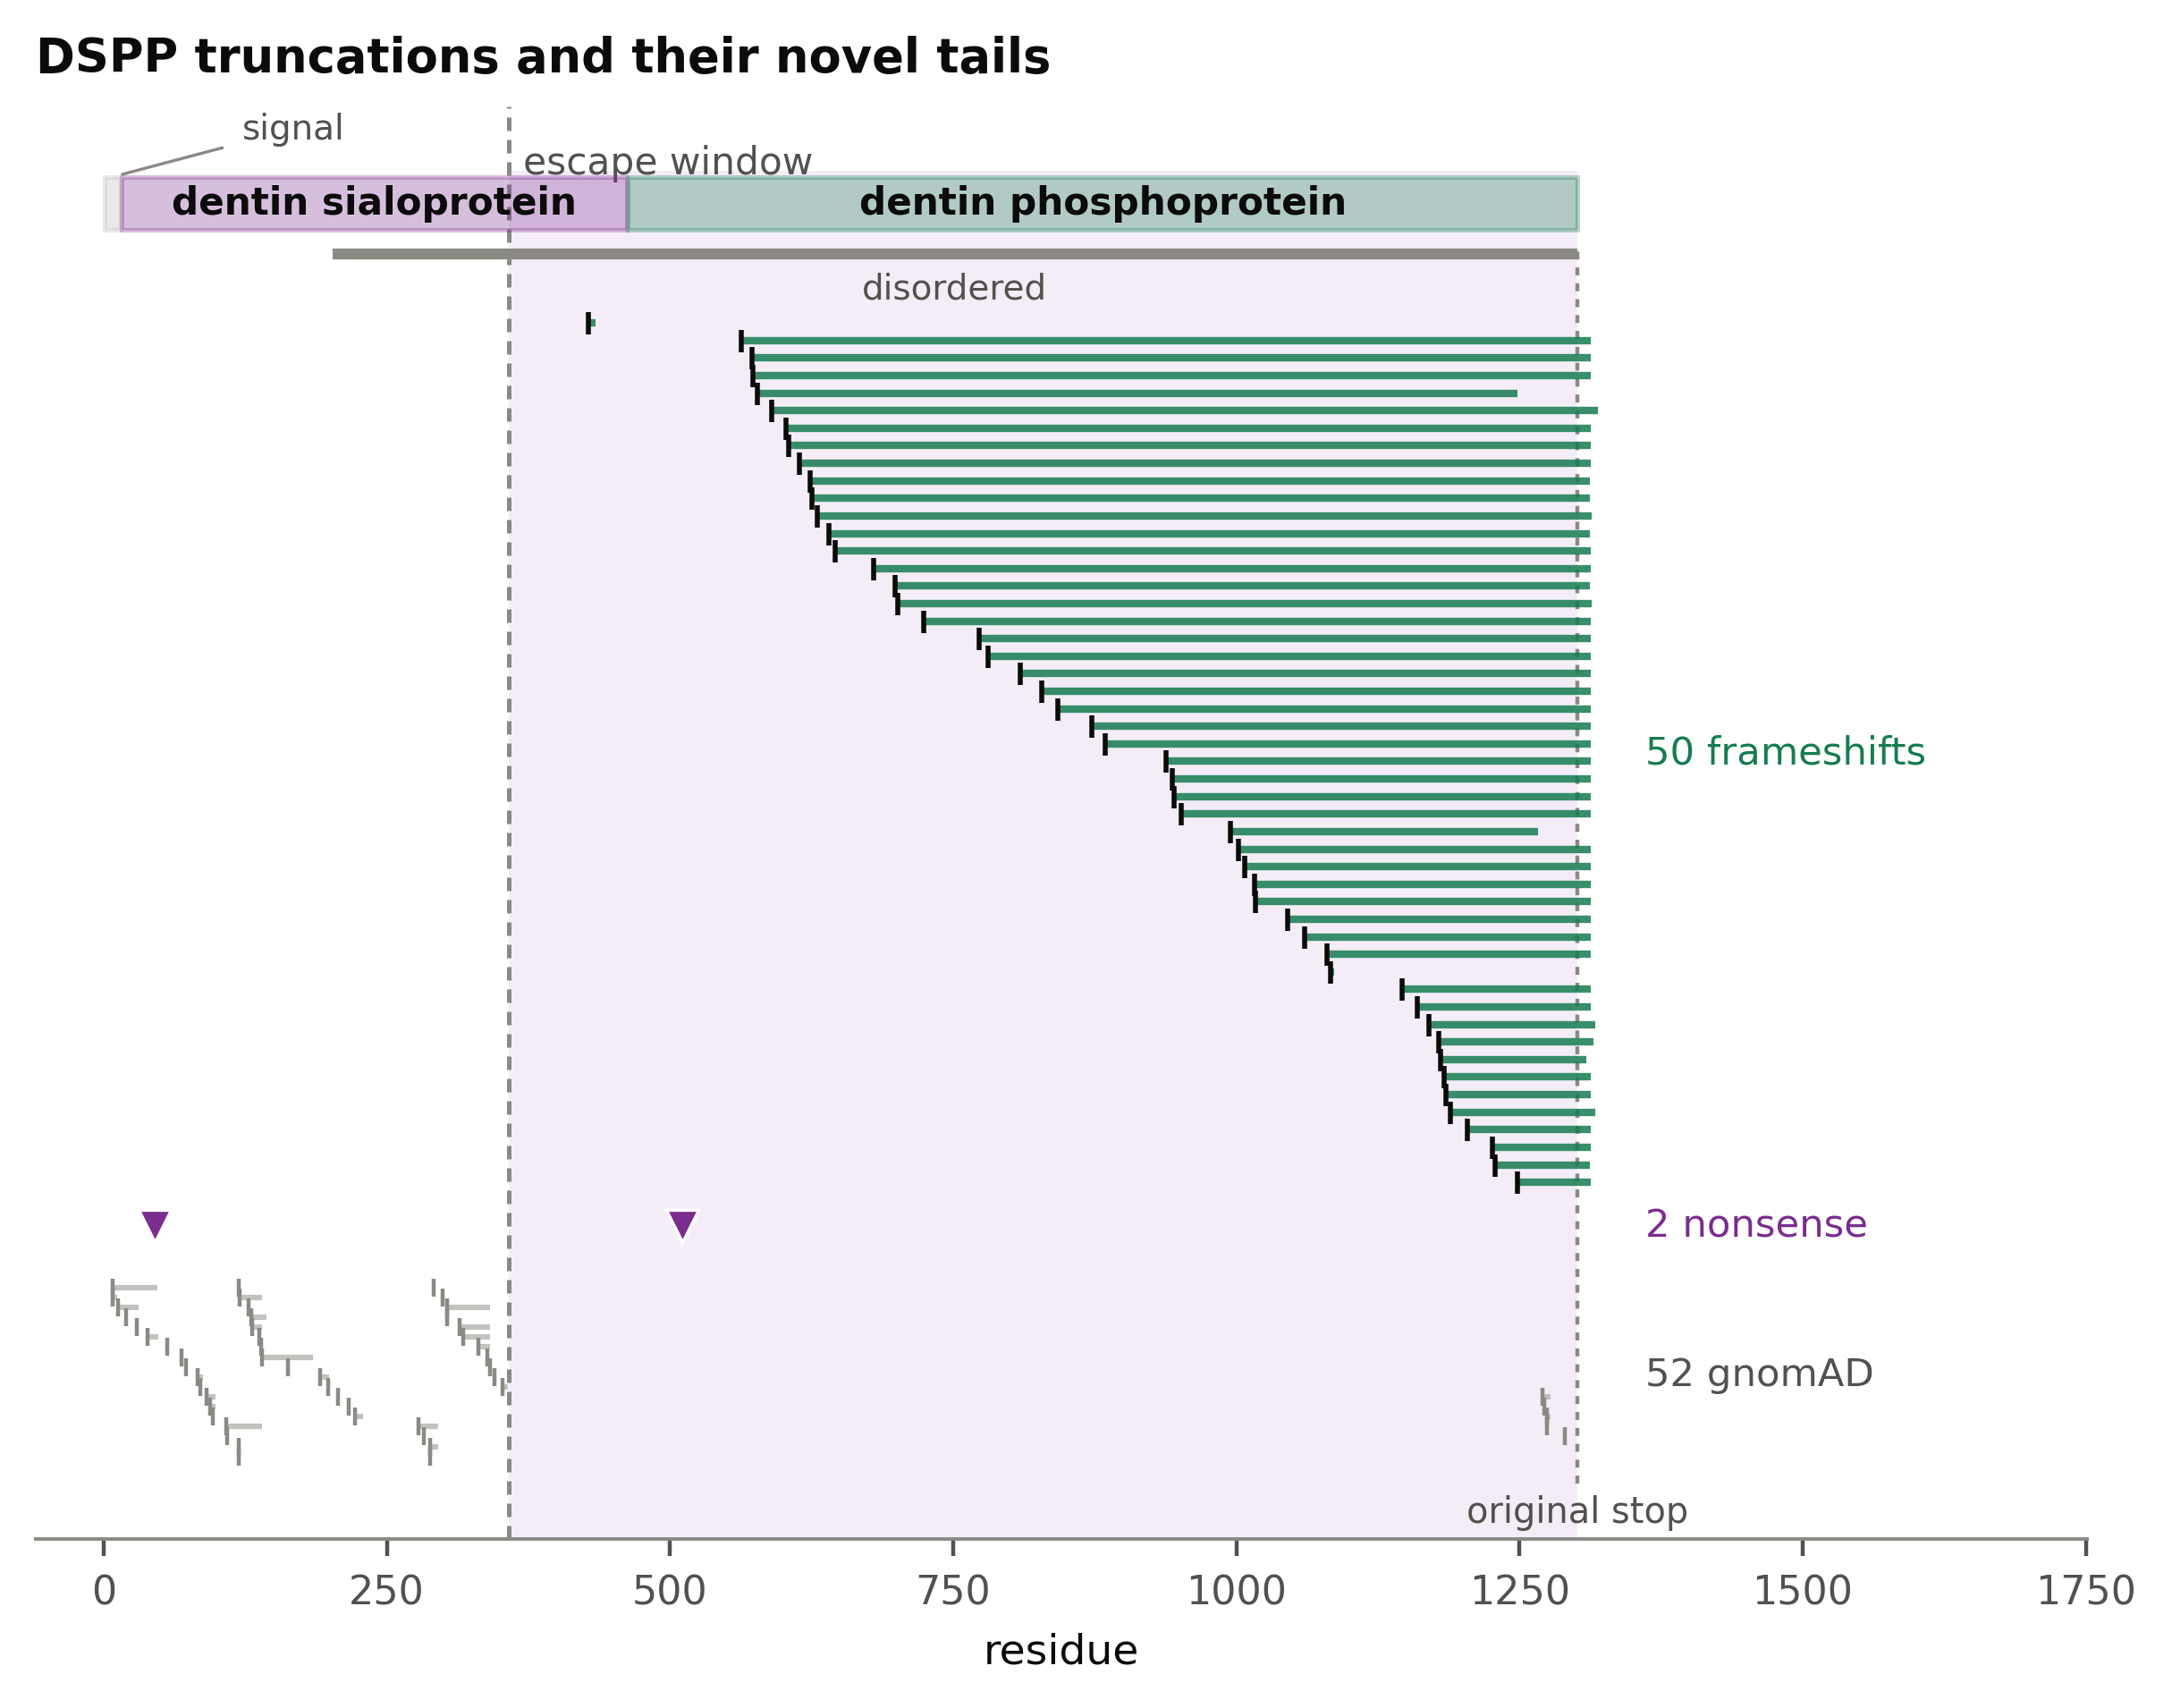 DSPP truncations and their novel tails
signal
escape window
dentin sialoprotein
dentin phosphoprotein
disordered
50 frameshifts
2 nonsense
52 gnomAD
original stop
0 250 500 750 1000 1250 1500 1750
residue